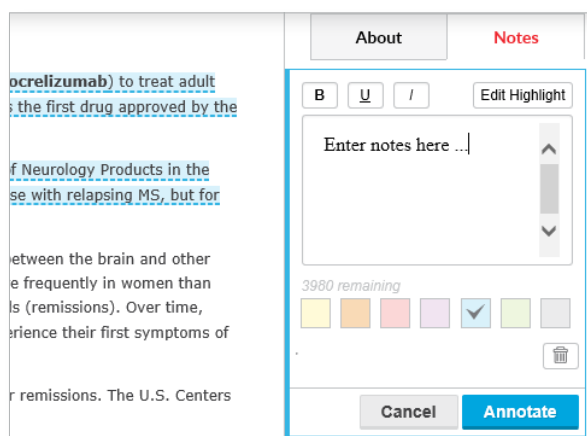 About
Notes
ocrelizumab) to treat adult
s the first drug approved by the
of Neurology Products in the
se with relapsing MS, but for
between the brain and other
e frequently in women than
ls (remissions). Over time,
erience their first symptoms of
r remissions. The U.S. Centers
B U I Edit Highlight
Enter notes here ...
3980 remaining
Cancel Annotate